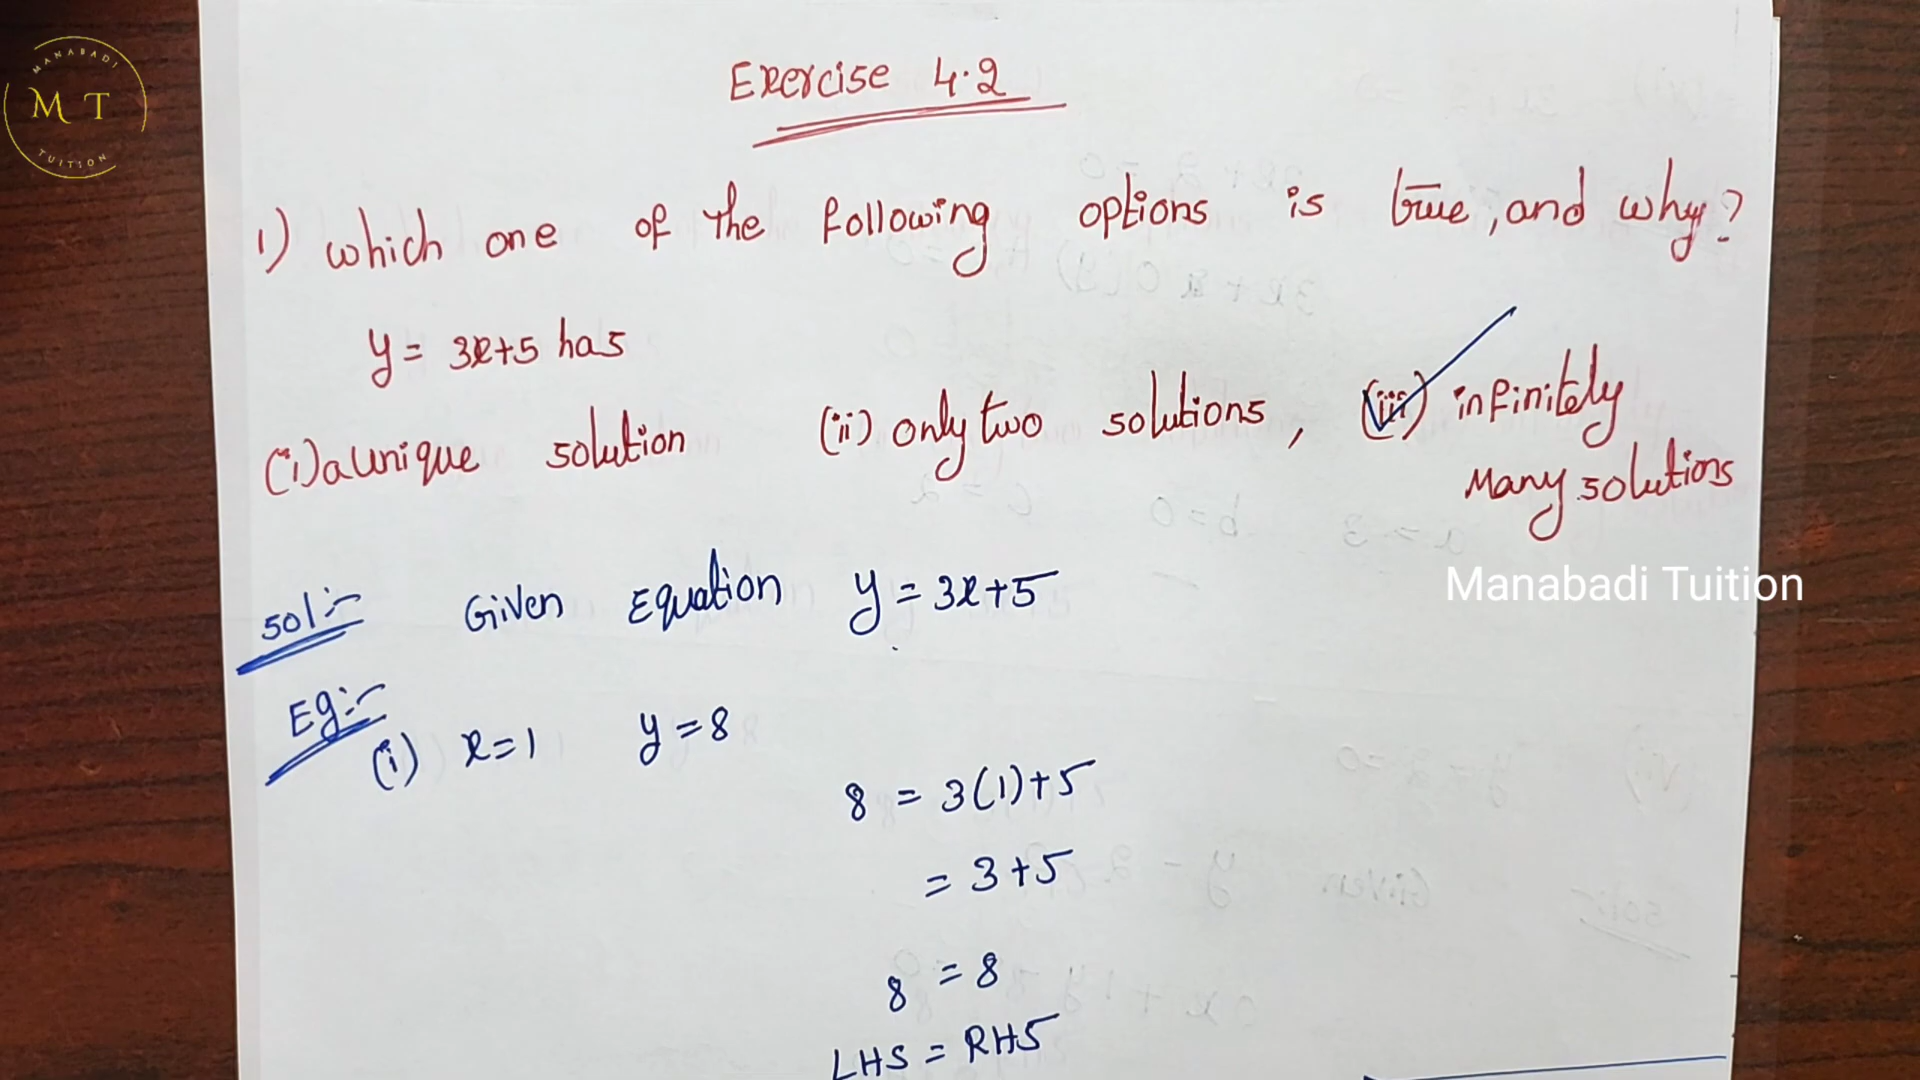 MANABADI
M T
TUITION
Exercise 4.2
1) which one of the following options is true, and why?
y = 3x+5 has
(i) a unique solution (ii) only two solutions, (iii) infinitely
Many solutions
Manabadi Tuition
Sol:- Given Equation y = 3x+5
Eg:-
(i) x=1 y=8
8 = 3(1)+5
= 3+5
8 = 8
LHS = RHS